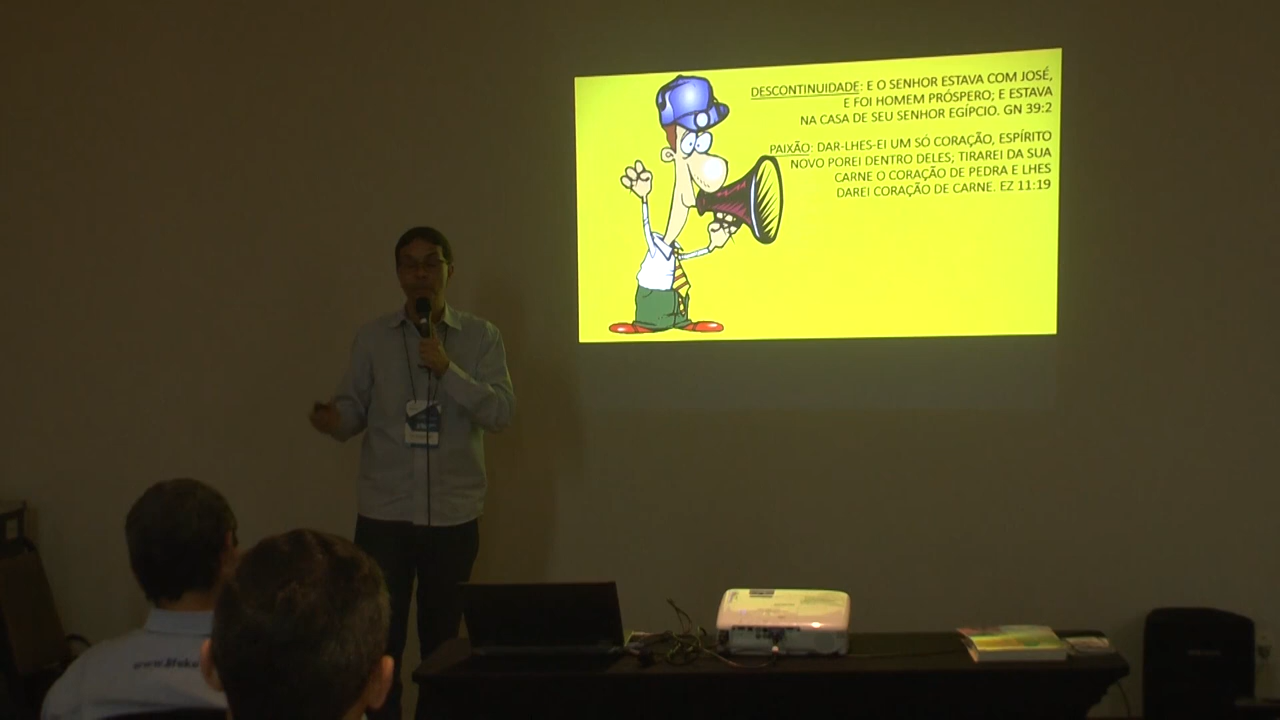 DESCONTINUIDADE: E O SENHOR ESTAVA COM JOSÉ,
E FOI HOMEM PRÓSPERO; E ESTAVA
NA CASA DE SEU SENHOR EGÍPCIO. GN 39:2
PAIXÃO: DAR-LHES-EI UM SÓ CORAÇÃO, ESPÍRITO
NOVO POREI DENTRO DELES; TIRAREI DA SUA
CARNE O CORAÇÃO DE PEDRA E LHES
DAREI CORAÇÃO DE CARNE. EZ 11:19